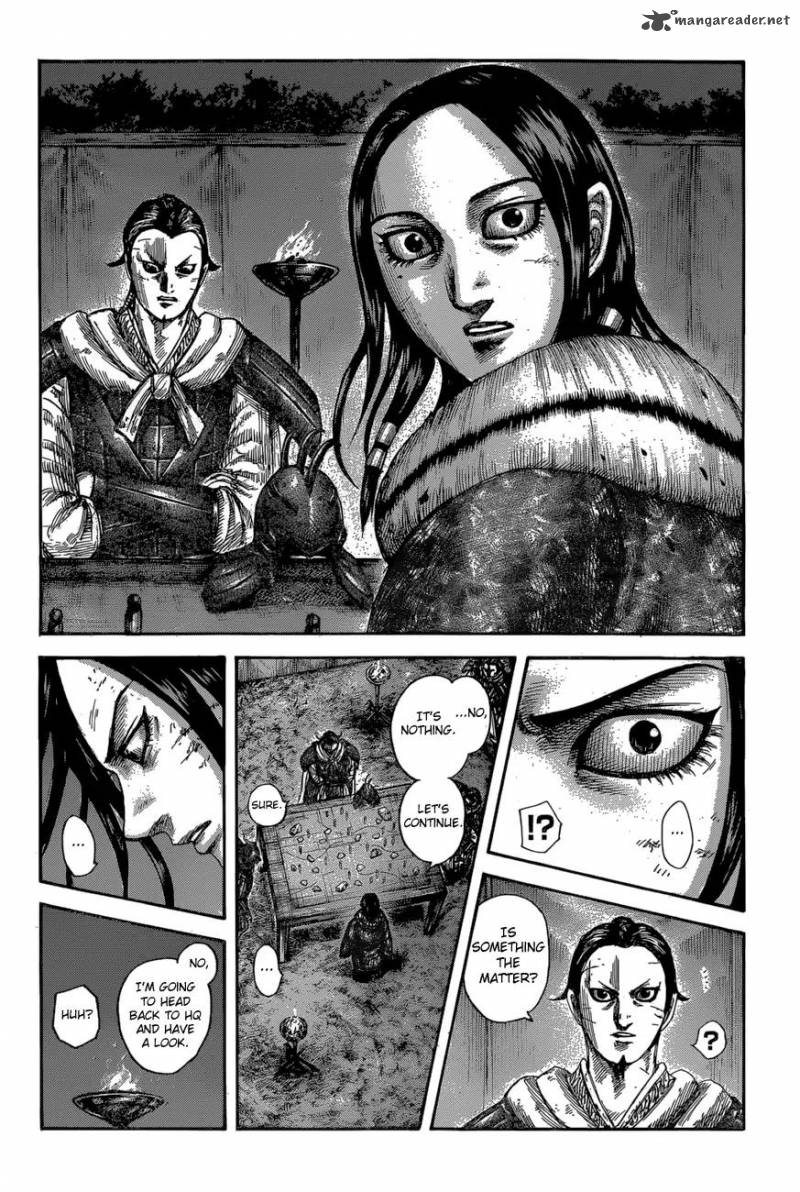 mangareader.net
...
!?
IS
SOMETHING
THE
MATTER?
?
...NO,
IT'S
NOTHING.
LET'S
CONTINUE.
SURE.
...
...
NO,
I'M GOING
TO HEAD
BACK TO HQ
AND HAVE
A LOOK.
HUH?